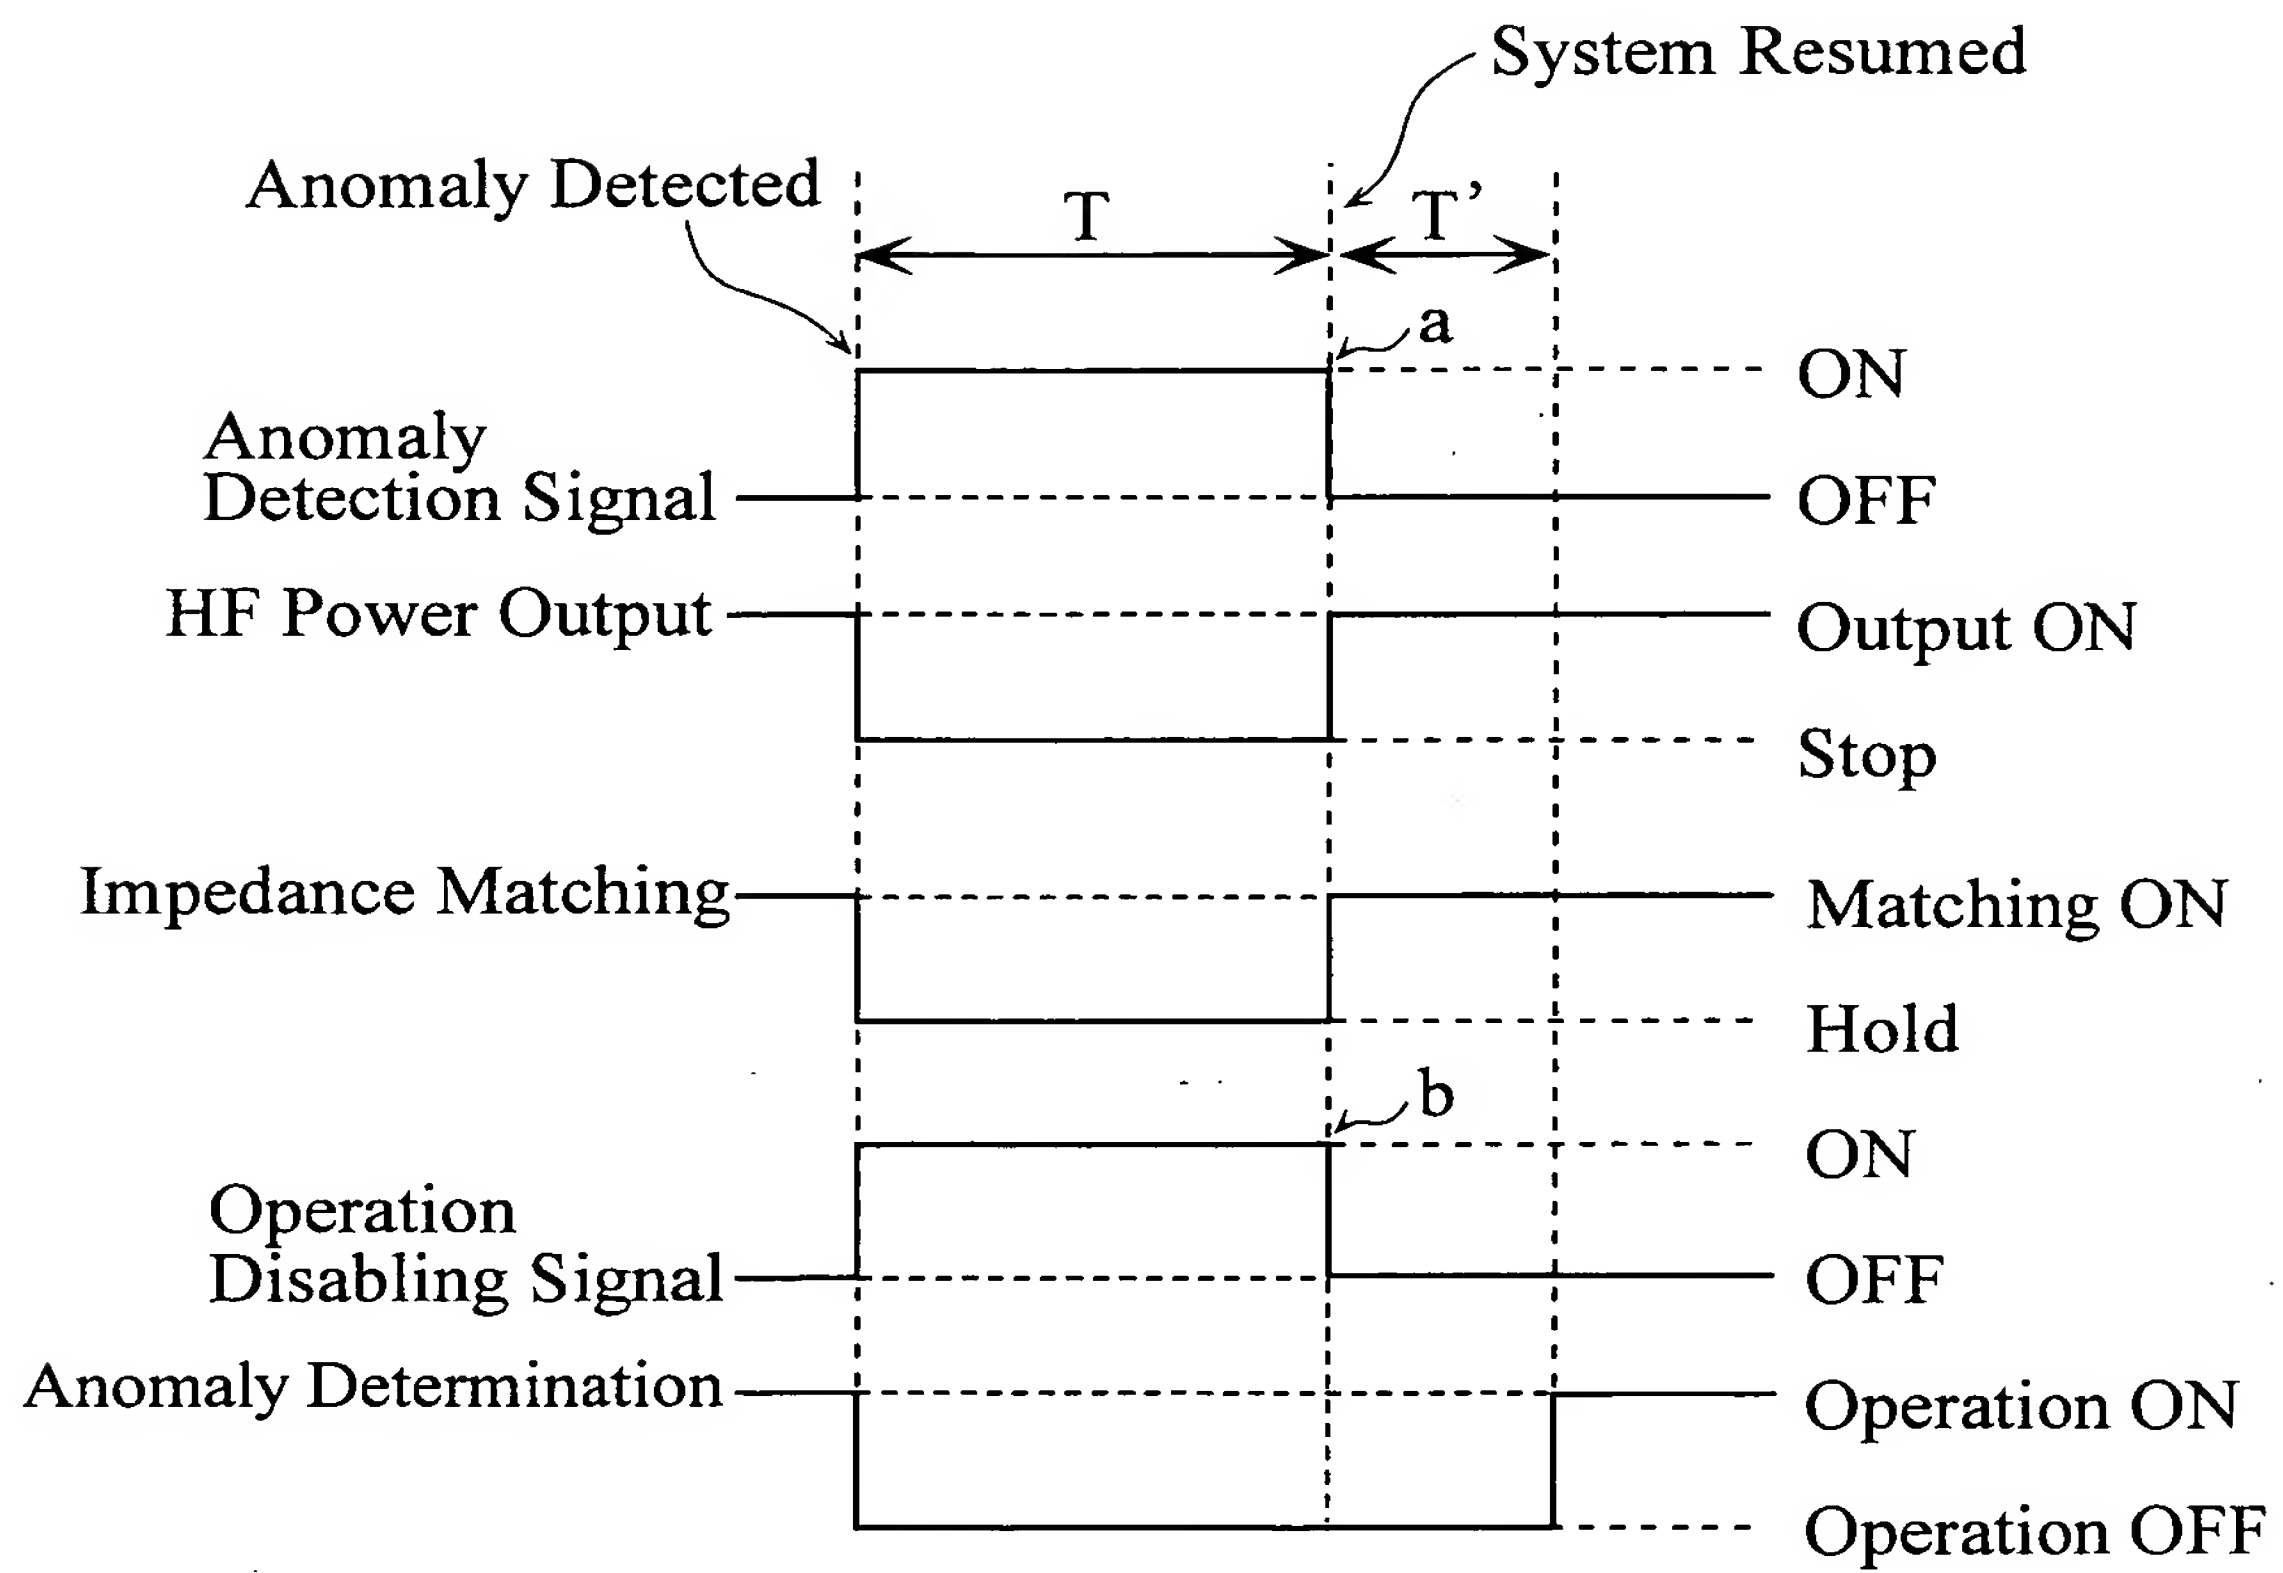 System Resumed
Anomaly Detected
T
T’
a
ON
Anomaly
Detection Signal
OFF
HF Power Output
Output ON
Stop
Impedance Matching
Matching ON
Hold
b
ON
Operation
Disabling Signal
OFF
Anomaly Determination
Operation ON
Operation OFF